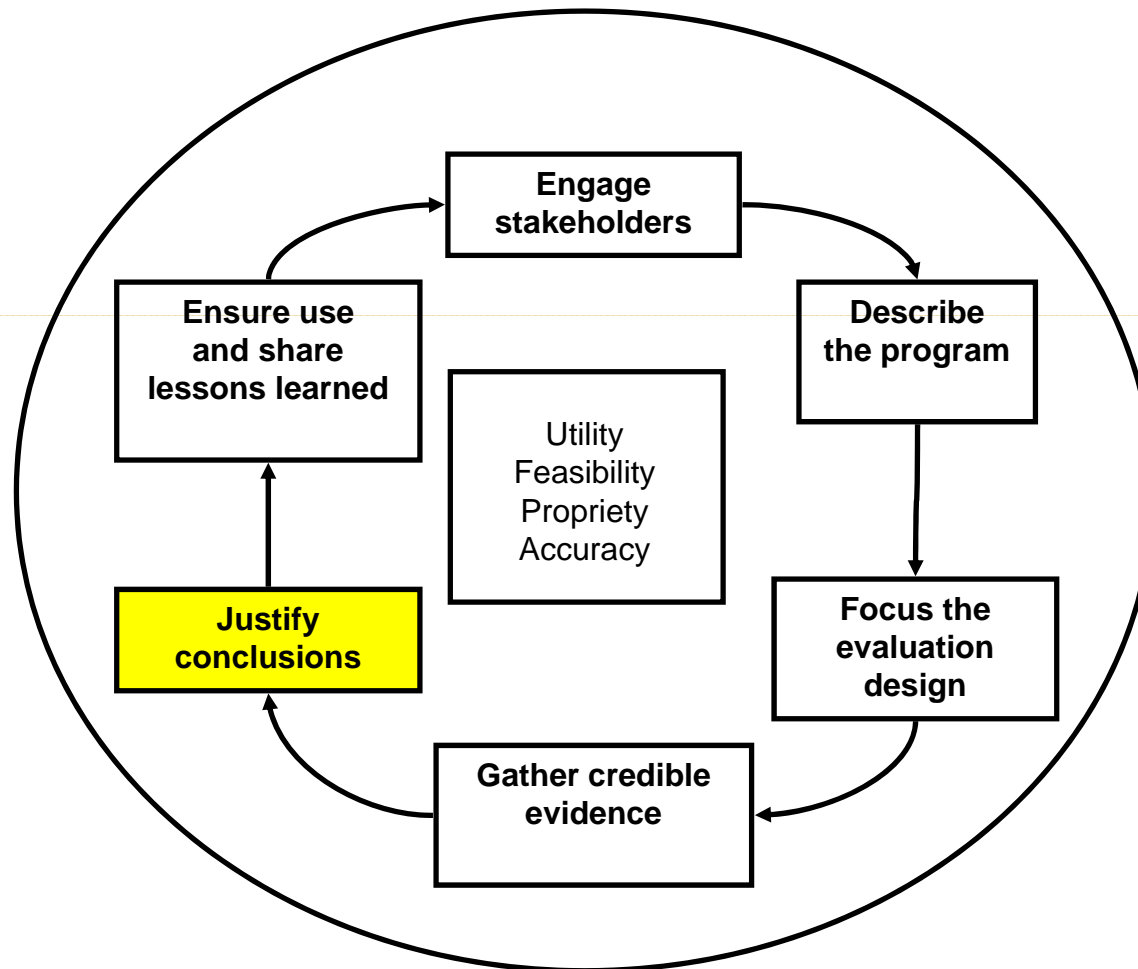 Engage
stakeholders
Describe
the program
Focus the
evaluation
design
Gather credible
evidence
Justify
conclusions
Ensure use
and share
lessons learned
Utility
Feasibility
Propriety
Accuracy